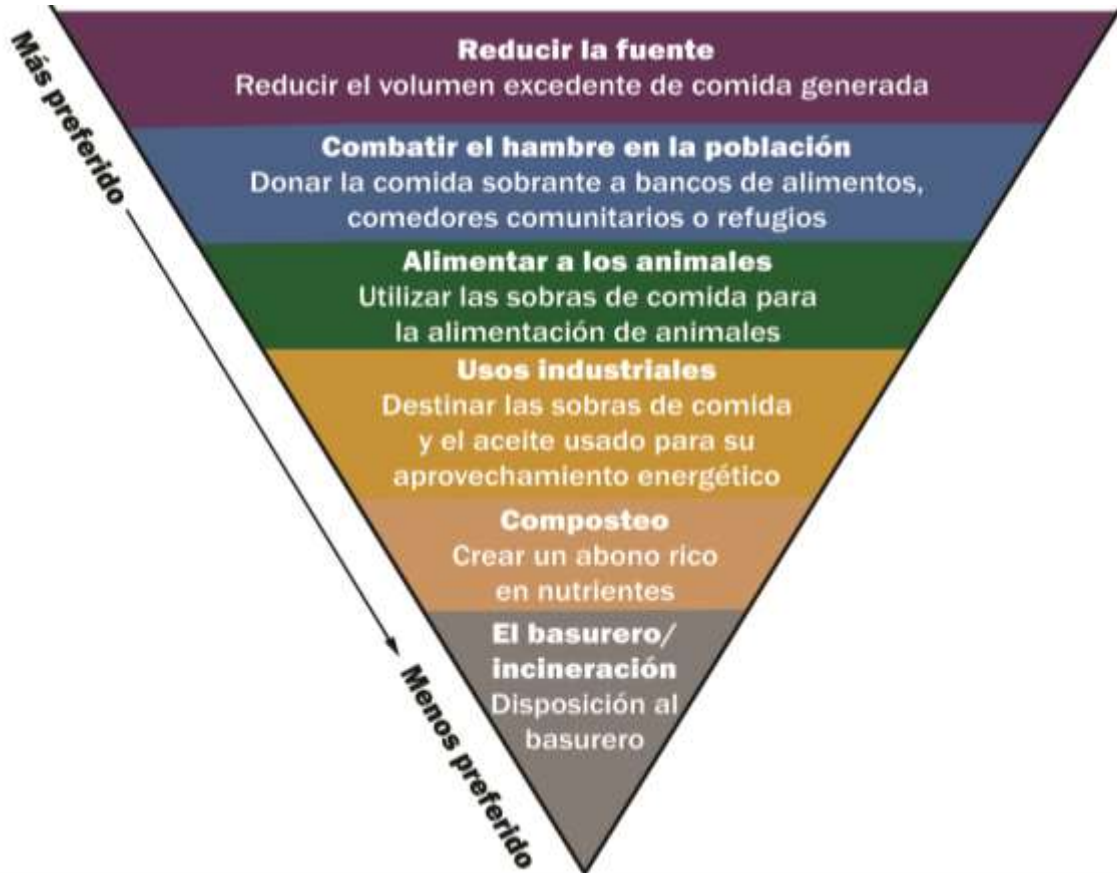 Más preferido
Menos preferido
Reducir la fuente
Reducir el volumen excedente de comida generada
Combatir el hambre en la población
Donar la comida sobrante a bancos de alimentos,
comedores comunitarios o refugios
Alimentar a los animales
Utilizar las sobras de comida para
la alimentación de animales
Usos industriales
Destinar las sobras de comida
y el aceite usado para su
aprovechamiento energético
Composteo
Crear un abono rico
en nutrientes
El basurero/
incineración
Disposición al
basurero